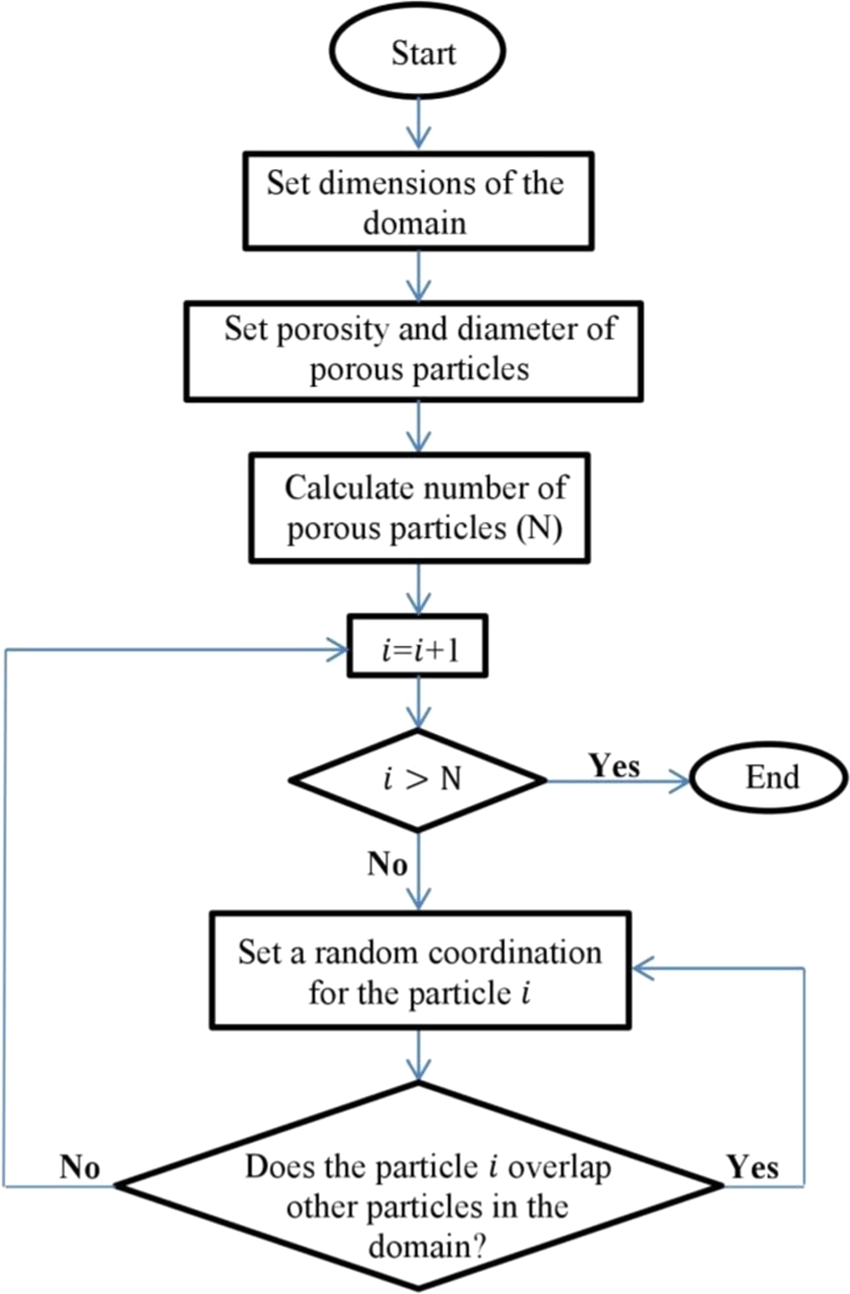 Start
Set dimensions of the
domain
Set porosity and diameter of
porous particles
Calculate number of
porous particles (N)
i=i+1
i > N
Yes
End
No
Set a random coordination
for the particle i
No
Does the particle i overlap
other particles in the
domain?
Yes